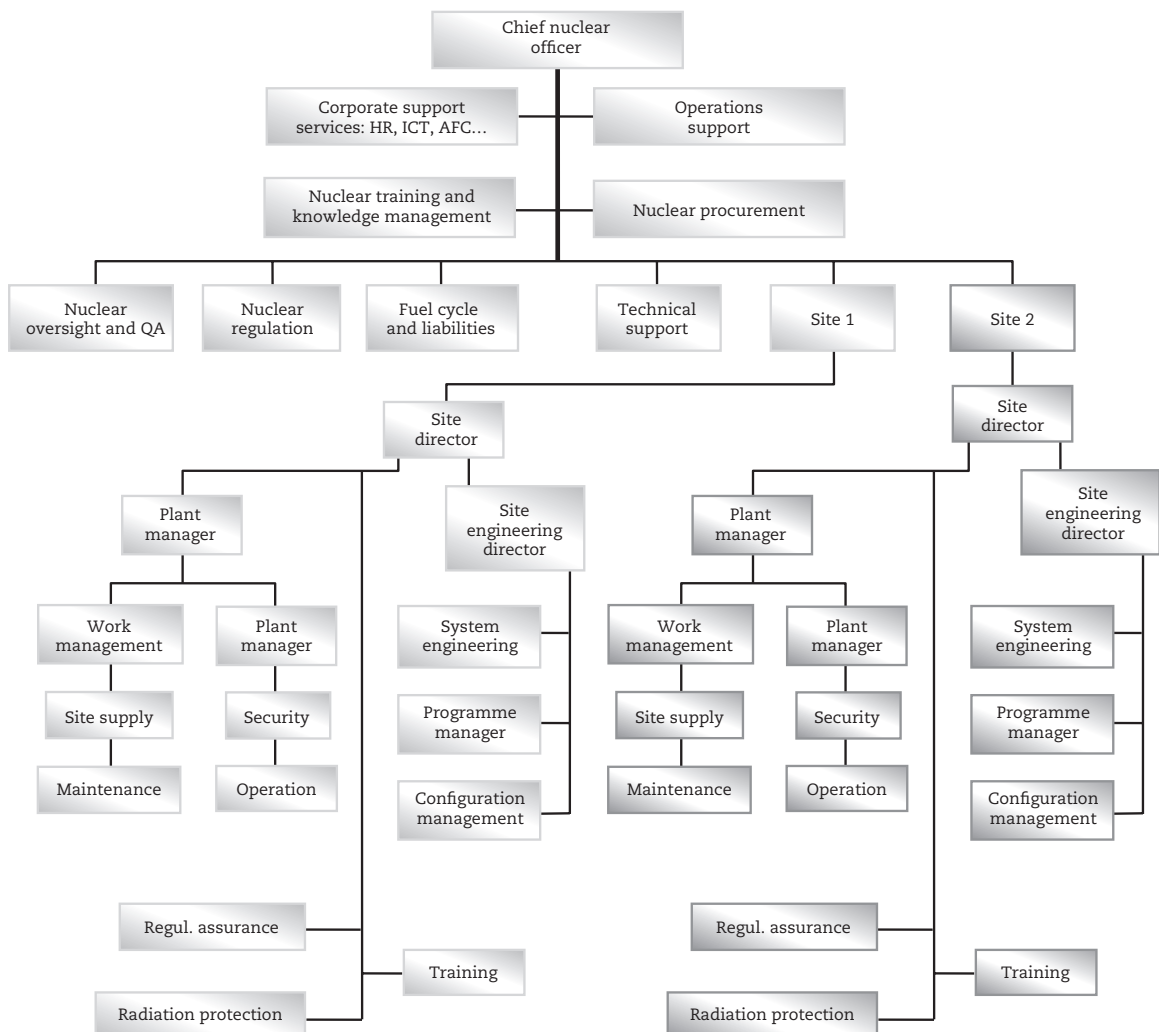 Chief nuclear
officer
Corporate support
services: HR, ICT, AFC...
Operations
support
Nuclear training and
knowledge management
Nuclear procurement
Nuclear
oversight and QA
Nuclear
regulation
Fuel cycle
and liabilities
Technical
support
Site 1
Site 2
Site
director
Site
director
Plant
manager
Site
engineering
director
Plant
manager
Site
engineering
director
Work
management
Plant
manager
System
engineering
Work
management
Plant
manager
System
engineering
Site supply
Security
Programme
manager
Site supply
Security
Programme
manager
Maintenance
Operation
Configuration
management
Maintenance
Operation
Configuration
management
Regul. assurance
Regul. assurance
Training
Training
Radiation protection
Radiation protection